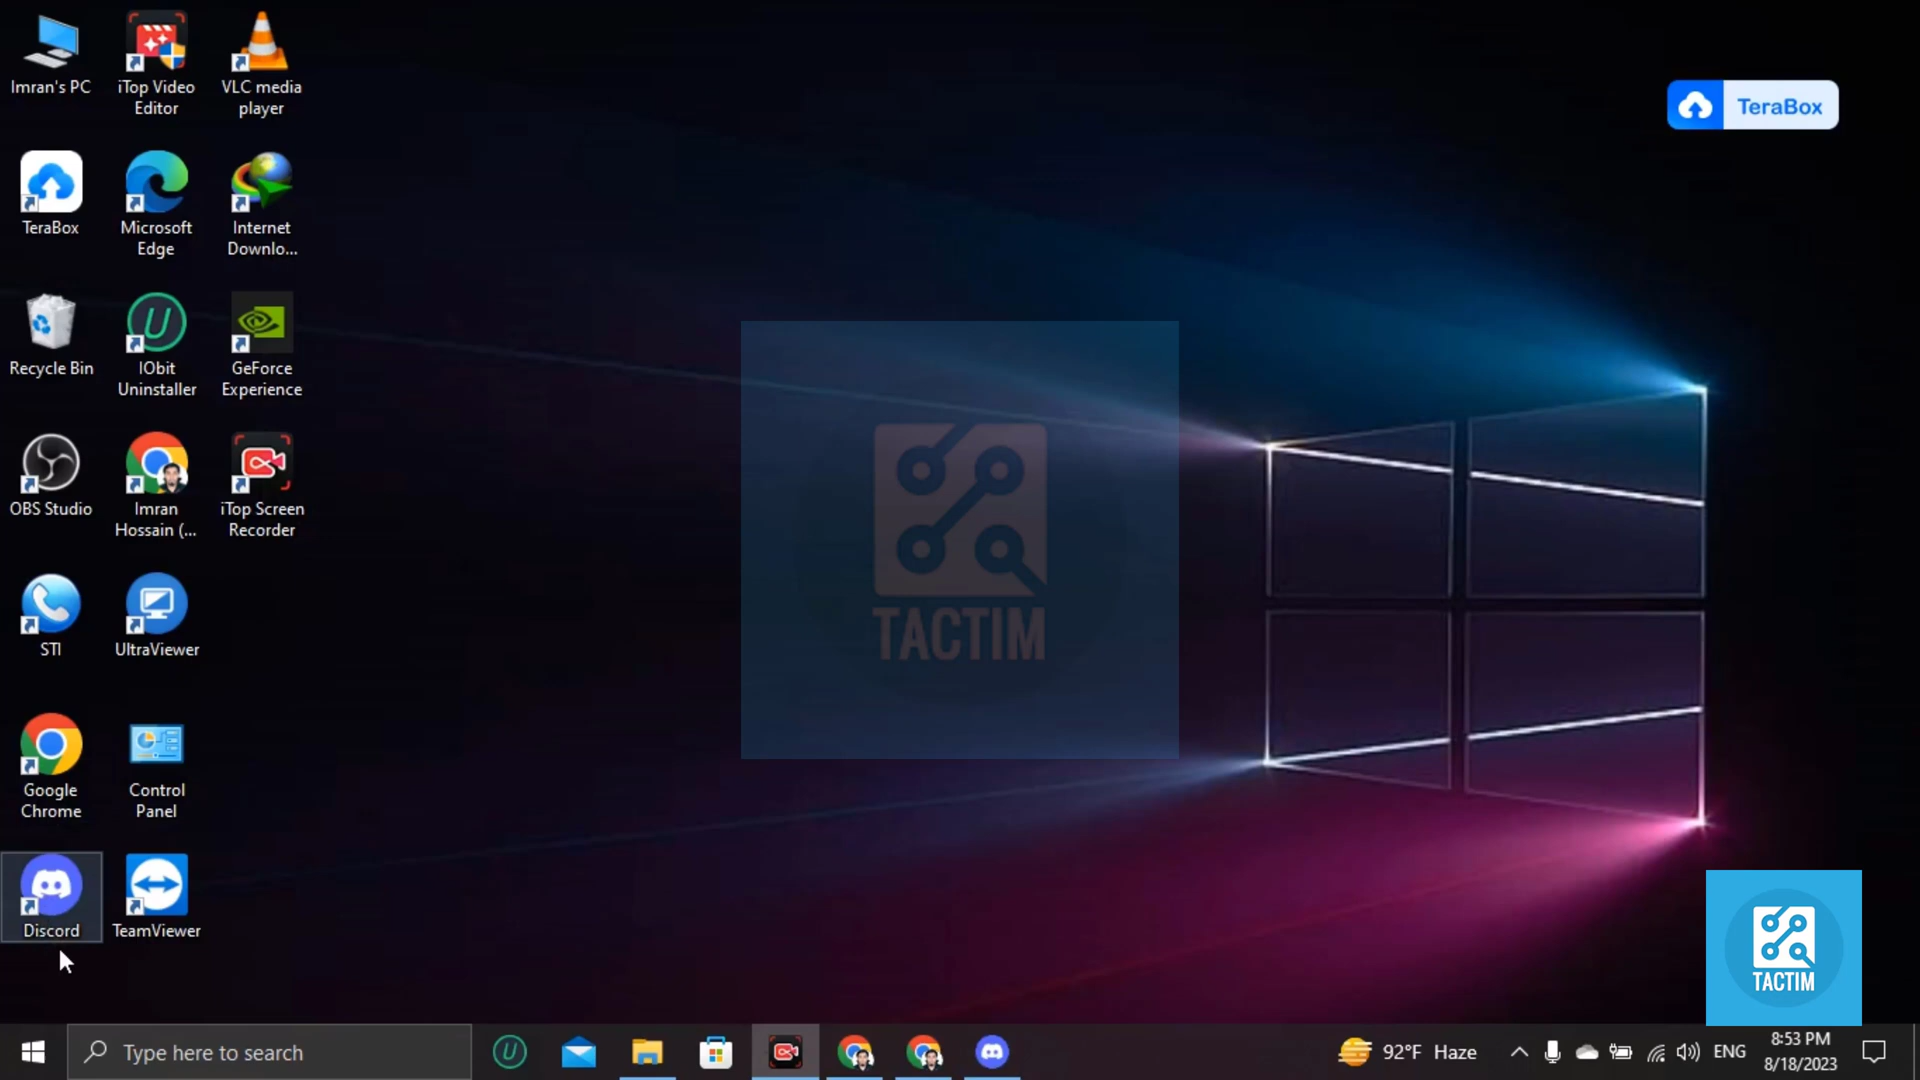 Imran's PC
iTop Video
Editor
VLC media
player
TeraBox
TeraBox
Microsoft
Edge
Internet
Downlo...
Recycle Bin
IObit
Uninstaller
GeForce
Experience
OBS Studio
Imran
Hossain (...
iTop Screen
Recorder
STI
UltraViewer
TACTIM
Google
Chrome
Control
Panel
Discord
TeamViewer
TACTIM
Type here to search
92°F Haze
ENG
8:53 PM
8/18/2023